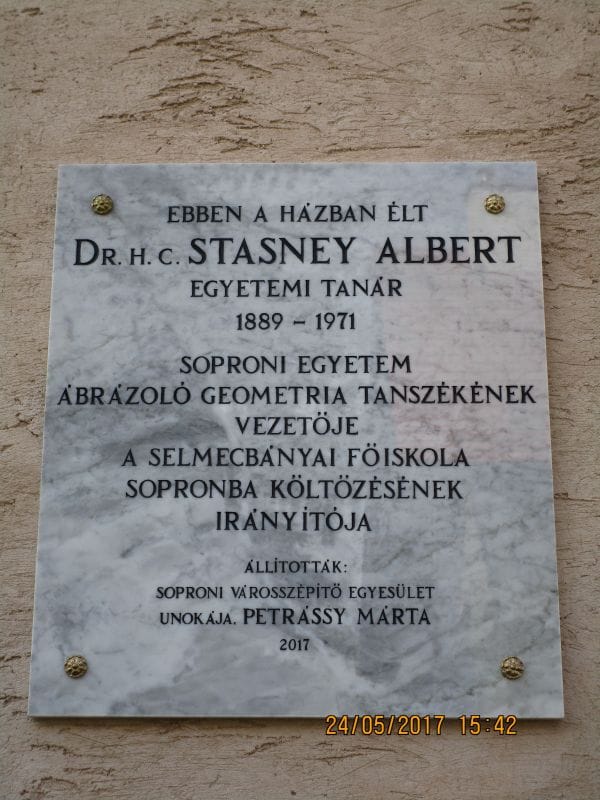 EBBEN A HÁZBAN ÉLT
DR. H. C. STASNEY ALBERT
EGYETEMI TANÁR
1889 – 1971
SOPRONI EGYETEM
ÁBRÁZOLÓ GEOMETRIA TANSZÉKÉNEK
VEZETŐJE
A SELMECBÁNYAI FŐISKOLA
SOPRONBA KÖLTÖZÉSÉNEK
IRÁNYÍTÓJA
ÁLLÍTOTTÁK:
SOPRONI VÁROSSZÉPÍTŐ EGYESÜLET
UNOKÁJA, PETRÁSSY MÁRTA
2017
24/05/2017 15:42